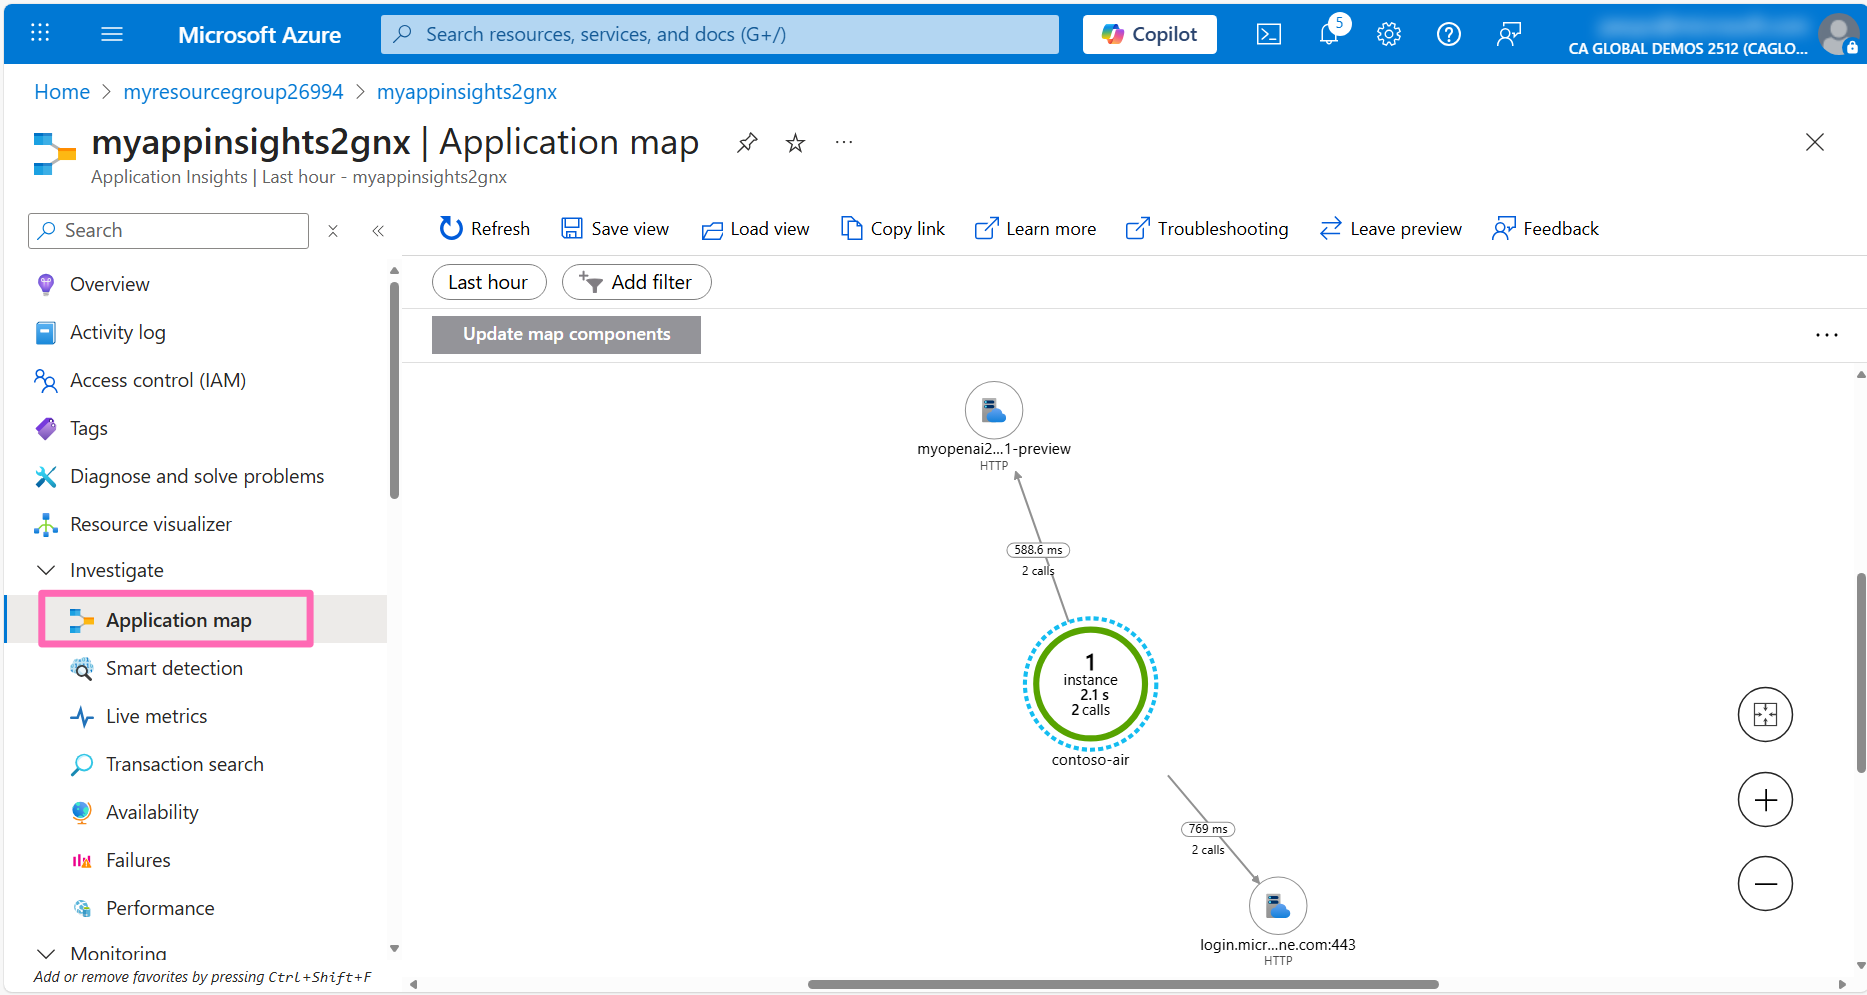 Microsoft Azure
Search resources, services, and docs (G+/)
Copilot
5
CA GLOBAL DEMOS 2512 (CAGLO...
Home > myresourcegroup26994 > myappinsights2gnx
myappinsights2gnx | Application map
Application Insights | Last hour - myappinsights2gnx
Search
Refresh
Save view
Load view
Copy link
Learn more
Troubleshooting
Leave preview
Feedback
Overview
Activity log
Access control (IAM)
Tags
Diagnose and solve problems
Resource visualizer
Investigate
Application map
Smart detection
Live metrics
Transaction search
Availability
Failures
Performance
Monitoring
Add or remove favorites by pressing Ctrl+Shift+F
Last hour
Add filter
Update map components
myopenai2...1-preview
HTTP
588.6 ms
2 calls
1
instance
2.1 s
2 calls
contoso-air
769 ms
2 calls
login.micr...ne.com:443
HTTP